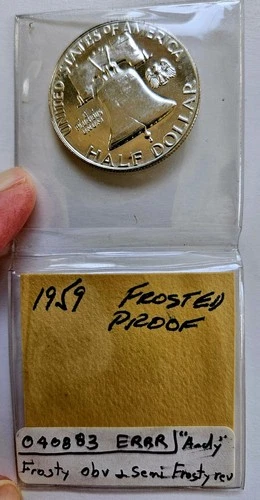 UNITED STATES OF AMERICA
HALF DOLLAR
1959 FROSTED
PROOF
040883 ERRR "Andy"
Frosty obv & Semi Frosty rev